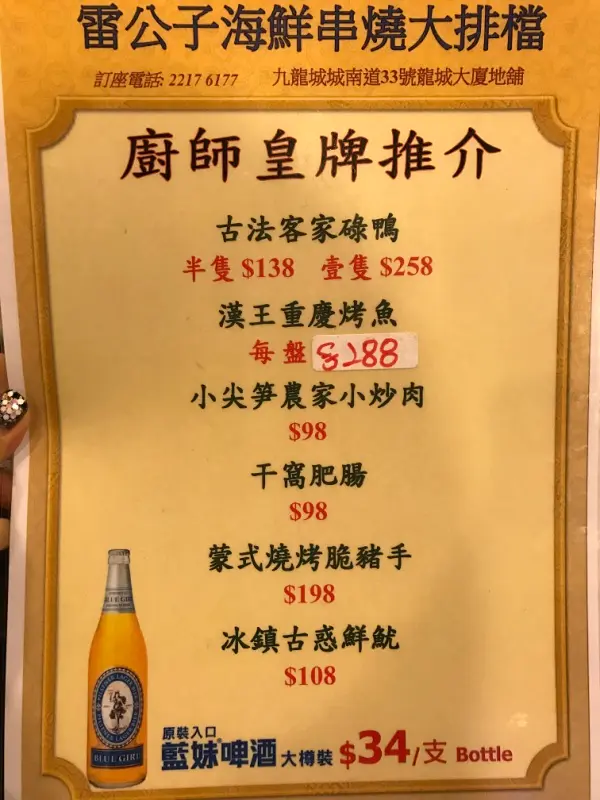 雷公子海鮮串燒大排檔
訂座電話: 2217 6177 九龍城城南道33號龍城大廈地舖
廚師皇牌推介
古法客家碌鴨
半隻 $138 壹隻 $258
漢王重慶烤魚
每盤 $288
小尖笋農家小炒肉
$98
干窩肥腸
$98
蒙式燒烤脆豬手
$198
冰鎮古惑鮮魷
$108
原裝入口
藍妹啤酒 大樽裝 $34/支 Bottle
BLUE GIRL
BLUE GIRL